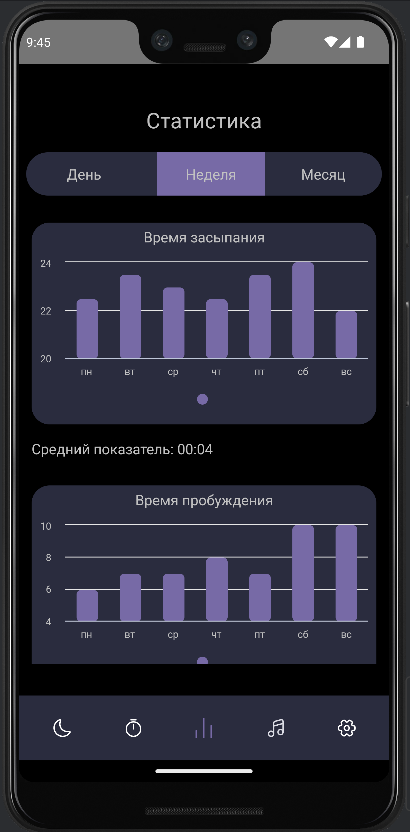 9:45
Статистика
День Неделя Месяц
Время засыпания
24
22
20
пн вт ср чт пт сб вс
Средний показатель: 00:04
Время пробуждения
10
8
6
4
пн вт ср чт пт сб вс